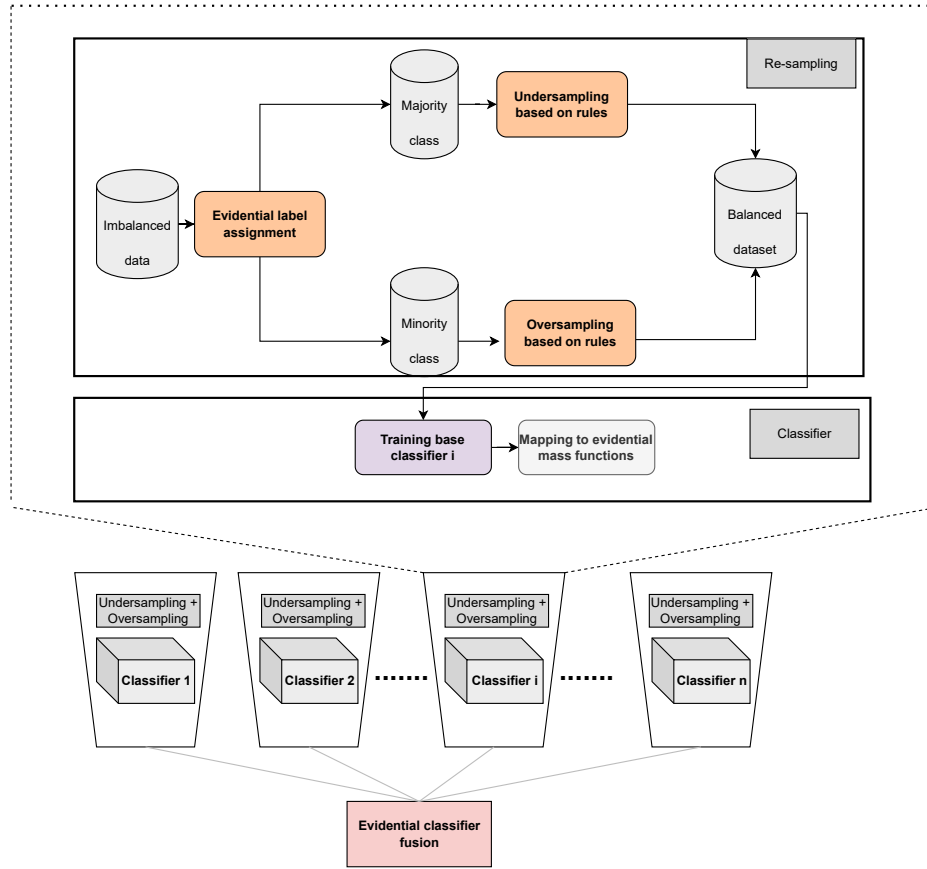 Re-sampling
Majority
class
Undersampling
based on rules
Imbalanced
data
Evidential label
assignment
Balanced
dataset
Minority
class
Oversampling
based on rules
Classifier
Training base
classifier i
Mapping to evidential
mass functions
Undersampling +
Oversampling
Classifier 1
Undersampling +
Oversampling
Classifier 2
Undersampling +
Oversampling
Classifier i
Undersampling +
Oversampling
Classifier n
Evidential classifier
fusion